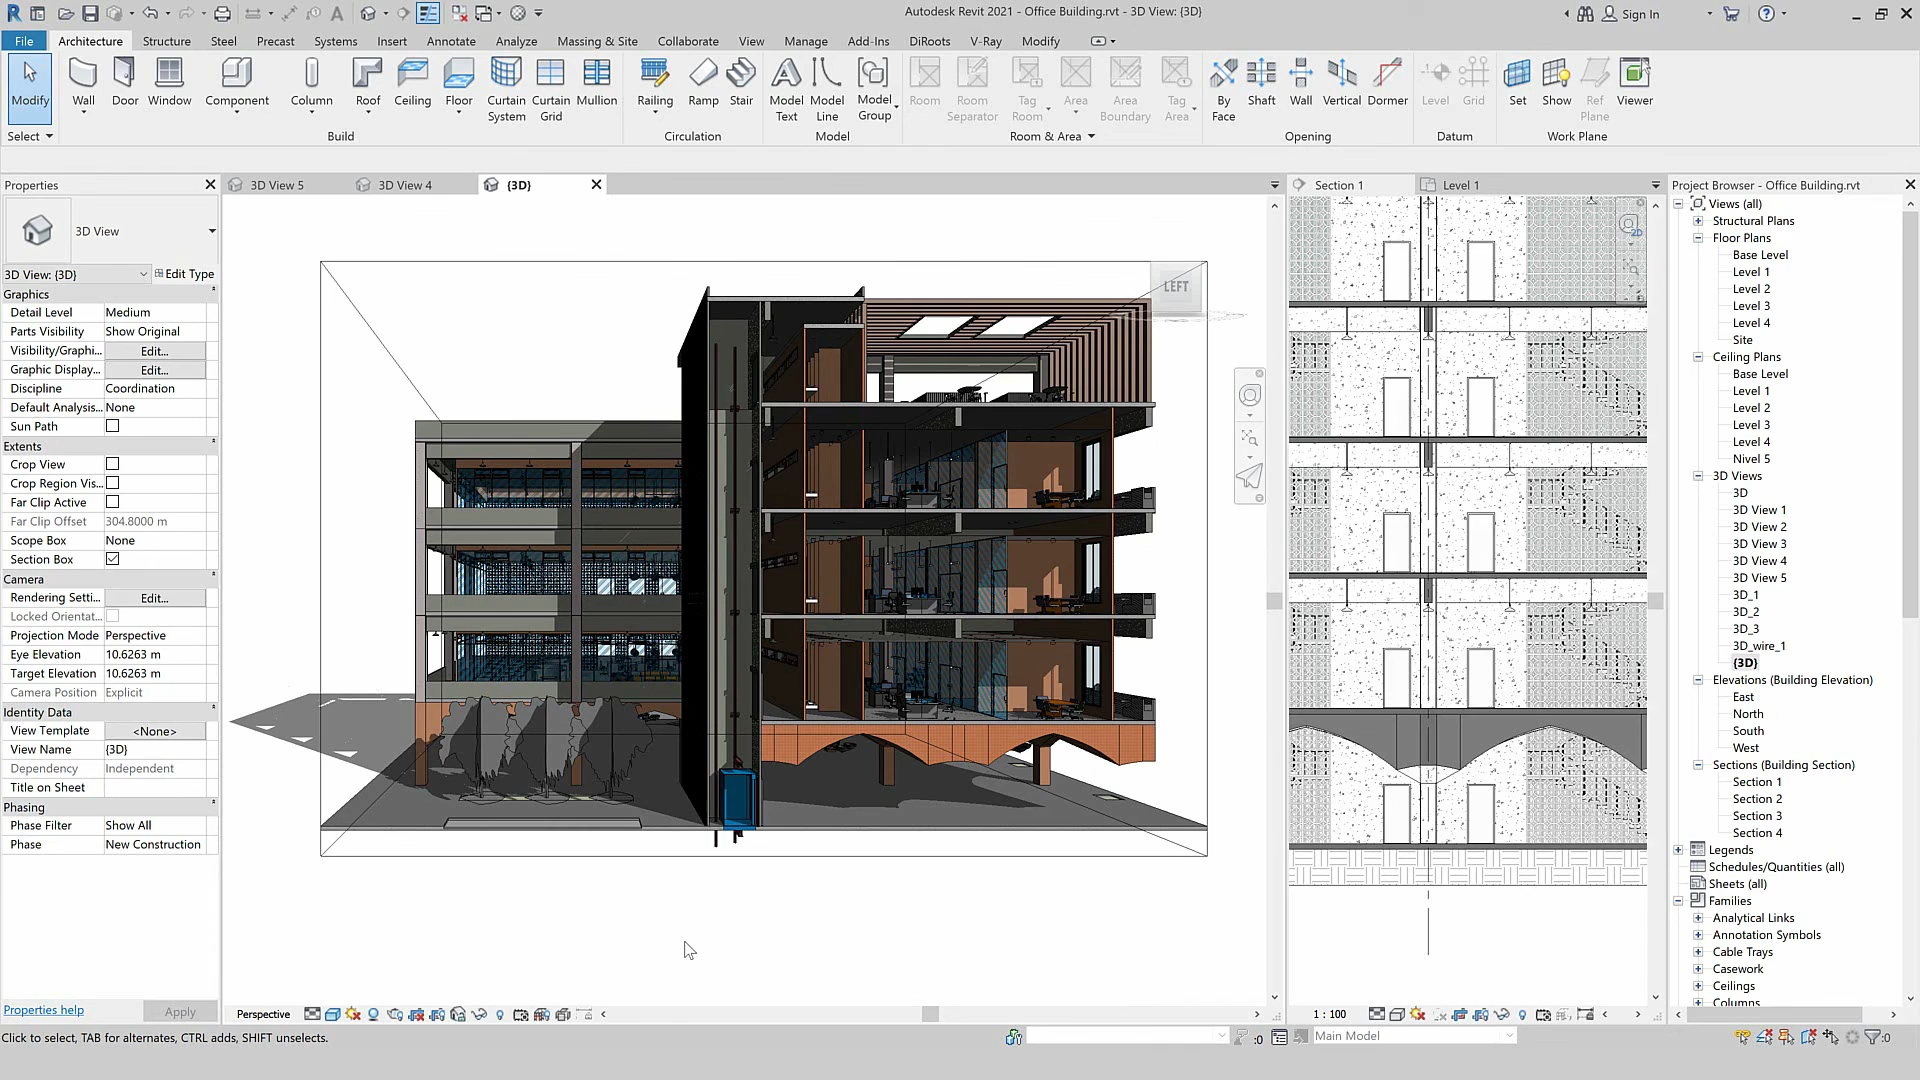 Autodesk Revit 2021 - Office Building.rvt - 3D View: {3D}
Sign In
File
Architecture
Structure
Steel
Precast
Systems
Insert
Annotate
Analyze
Massing & Site
Collaborate
View
Manage
Add-Ins
DiRoots
V-Ray
Modify
Modify
Wall
Door
Window
Component
Column
Roof
Ceiling
Floor
Curtain System
Curtain Grid
Mullion
Railing
Ramp
Stair
Model Text
Model Line
Model Group
Room
Room Separator
Tag Room
Area
Area Boundary
Tag Area
By Face
Shaft
Wall
Vertical
Dormer
Level
Grid
Set
Show
Ref Plane
Viewer
Select
Build
Circulation
Model
Room & Area
Opening
Datum
Work Plane
Properties
3D View
3D View: {3D}
Edit Type
Graphics
Detail Level Medium
Parts Visibility Show Original
Visibility/Graphi... Edit...
Graphic Display... Edit...
Discipline Coordination
Default Analysis... None
Sun Path
Extents
Crop View
Crop Region Vis...
Far Clip Active
Far Clip Offset 304.8000 m
Scope Box None
Section Box
Camera
Rendering Setti... Edit...
Locked Orientat...
Projection Mode Perspective
Eye Elevation 10.6263 m
Target Elevation 10.6263 m
Camera Position Explicit
Identity Data
View Template <None>
View Name {3D}
Dependency Independent
Title on Sheet
Phasing
Phase Filter Show All
Phase New Construction
Properties help
Apply
3D View 5
3D View 4
{3D}
LEFT
Perspective
Section 1
Level 1
2D
1 : 100
Project Browser - Office Building.rvt
Views (all)
Structural Plans
Floor Plans
Base Level
Level 1
Level 2
Level 3
Level 4
Site
Ceiling Plans
Base Level
Level 1
Level 2
Level 3
Level 4
Nivel 5
3D Views
3D
3D View 1
3D View 2
3D View 3
3D View 4
3D View 5
3D_1
3D_2
3D_3
3D_wire_1
{3D}
Elevations (Building Elevation)
East
North
South
West
Sections (Building Section)
Section 1
Section 2
Section 3
Section 4
Legends
Schedules/Quantities (all)
Sheets (all)
Families
Analytical Links
Annotation Symbols
Cable Trays
Casework
Ceilings
Columns
Click to select, TAB for alternates, CTRL adds, SHIFT unselects.
:0
Main Model
:0